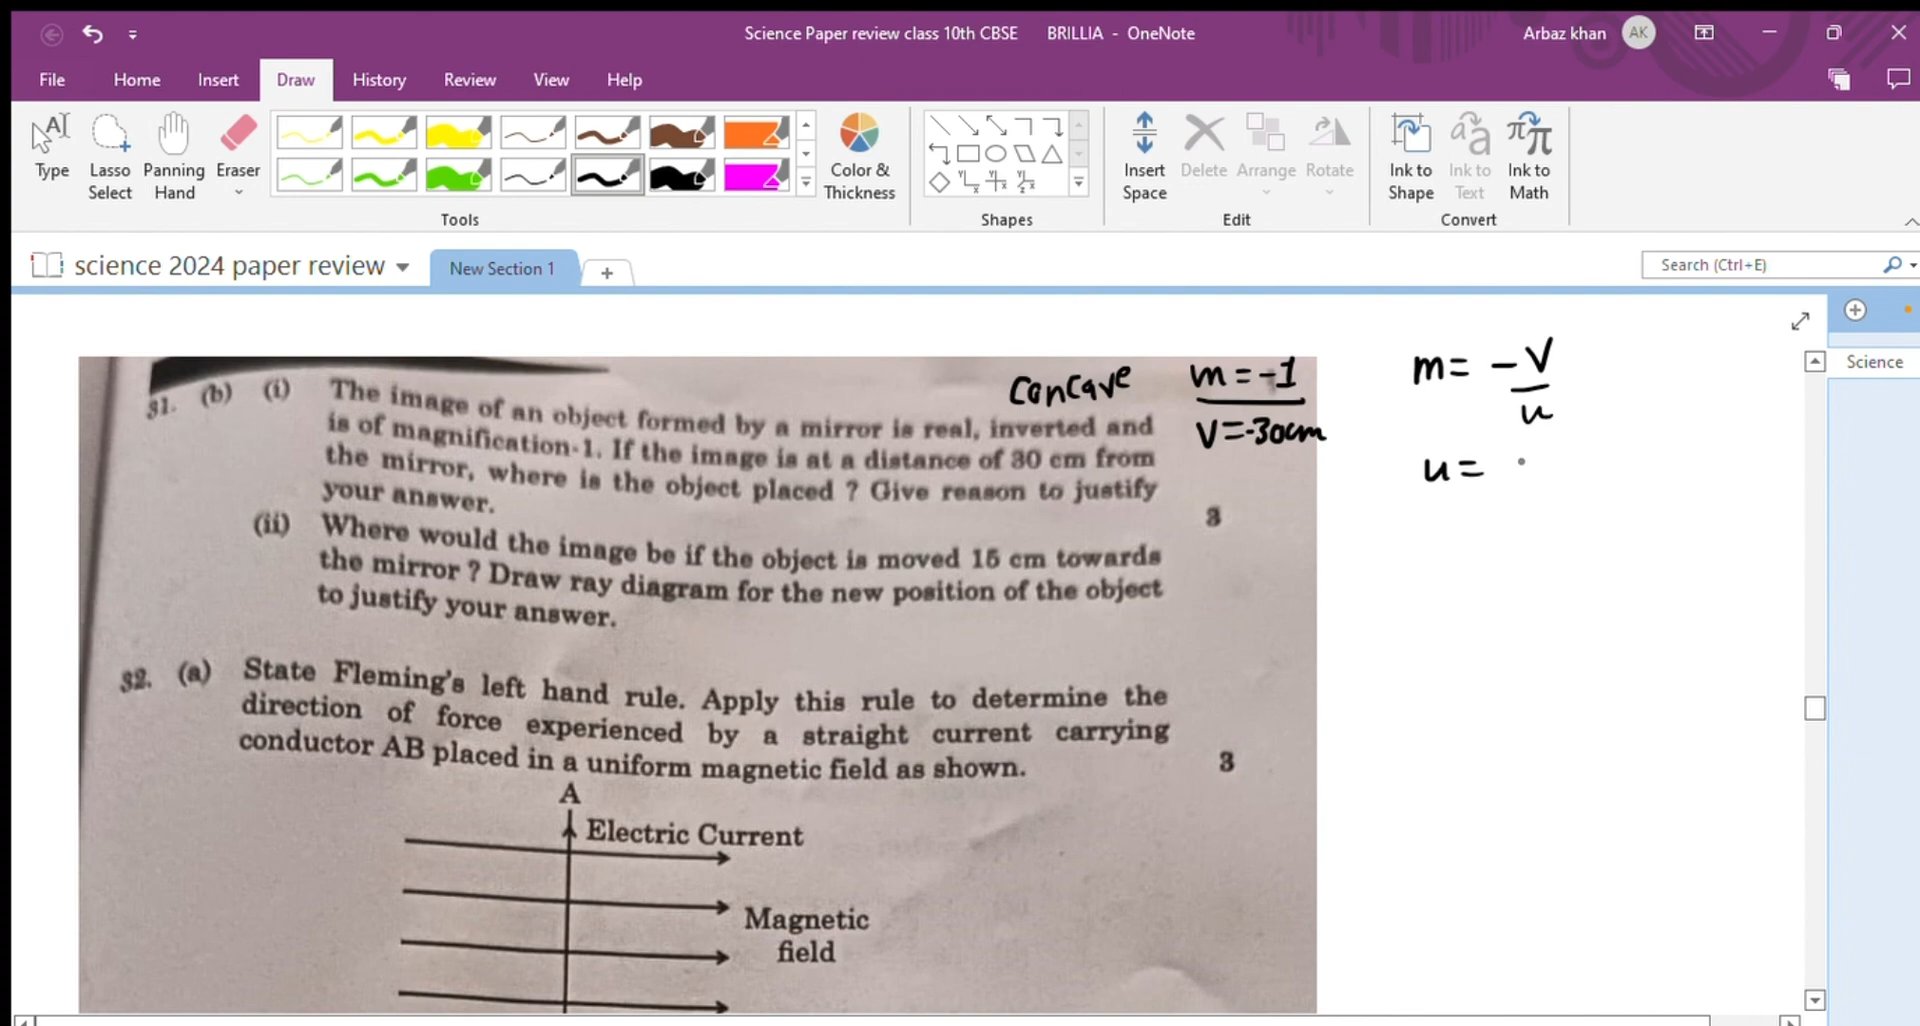 Science Paper review class 10th CBSE BRILLIA - OneNote
Arbaz khan AK
File Home Insert Draw History Review View Help
Type
Lasso Select
Panning Hand
Eraser
Color & Thickness
Insert Space
Delete
Arrange
Rotate
Ink to Shape
Ink to Text
Ink to Math
Tools
Shapes
Edit
Convert
science 2024 paper review
New Section 1
Search (Ctrl+E)
Science
Concave
m = -1
V = -30cm
m = -V
u
u =
31. (b) (i) The image of an object formed by a mirror is real, inverted and
is of magnification-1. If the image is at a distance of 30 cm from
the mirror, where is the object placed ? Give reason to justify
your answer.
3
(ii) Where would the image be if the object is moved 15 cm towards
the mirror ? Draw ray diagram for the new position of the object
to justify your answer.
32. (a) State Fleming's left hand rule. Apply this rule to determine the
direction of force experienced by a straight current carrying
conductor AB placed in a uniform magnetic field as shown.
3
A
Electric Current
Magnetic
field